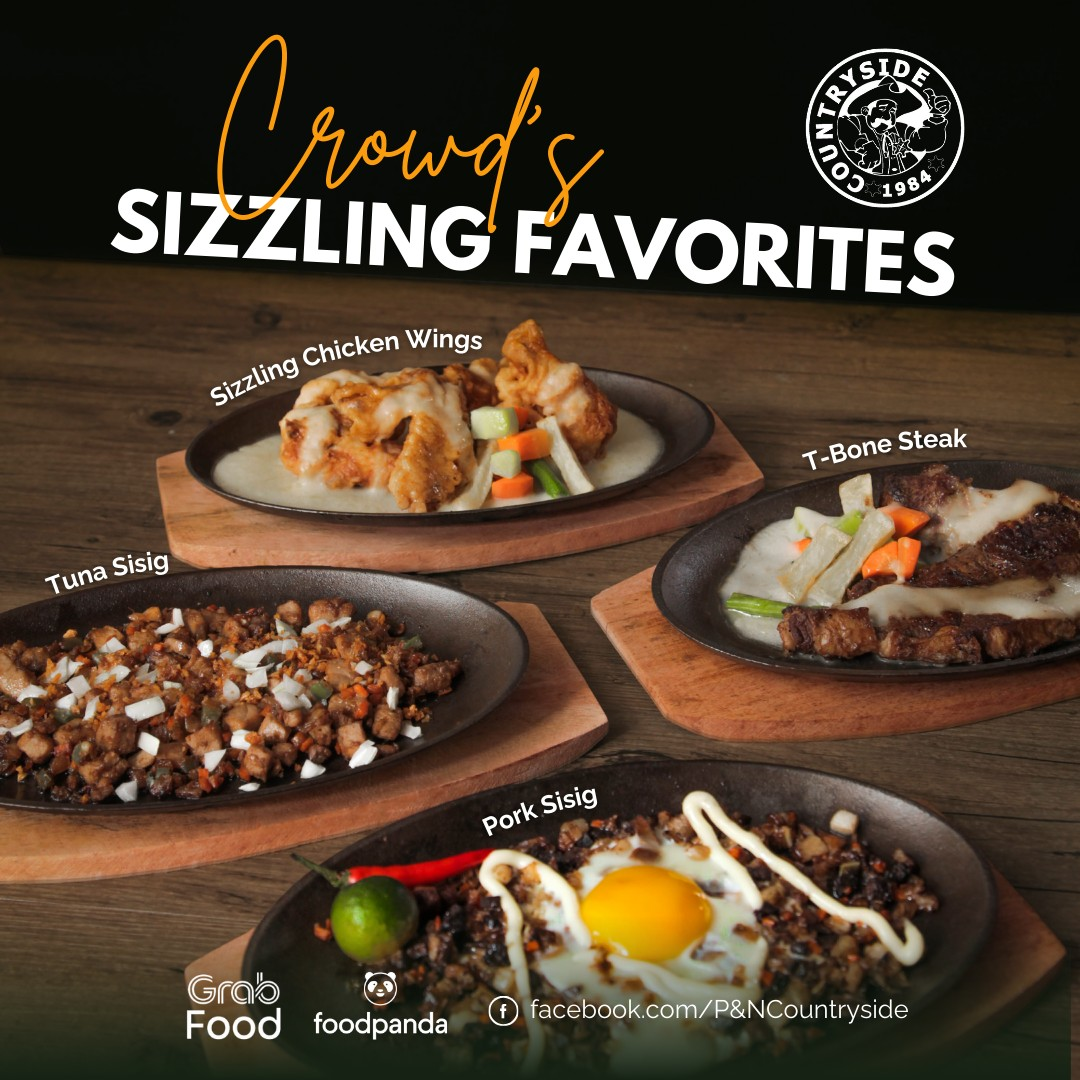 Crowd's
SIZZLING FAVORITES
COUNTRYSIDE
1984
Sizzling Chicken Wings
T-Bone Steak
Tuna Sisig
Pork Sisig
Grab
Food
foodpanda
f facebook.com/P&NCountryside